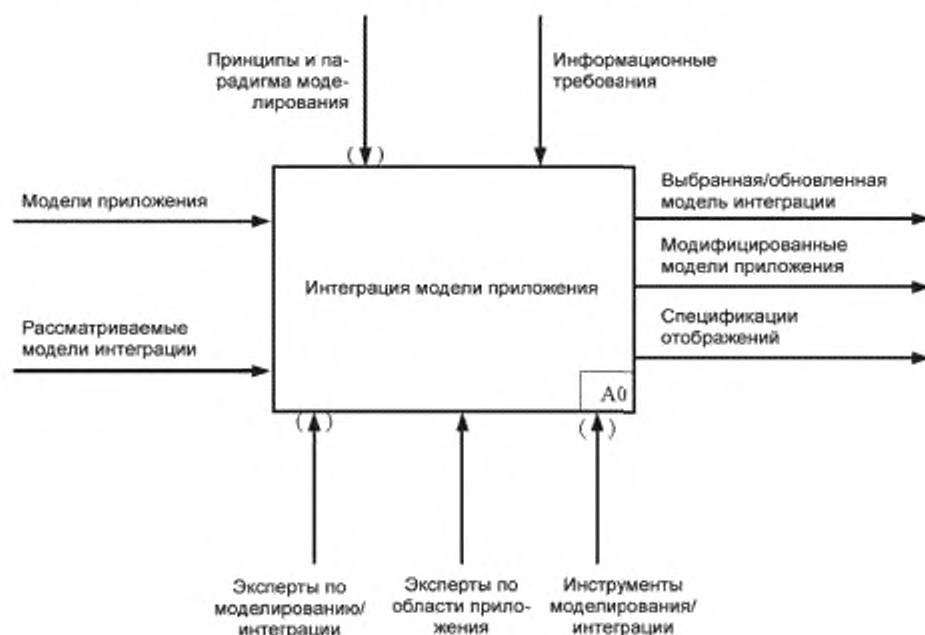 Принципы и па-
радигма моде-
лирования
Информационные
требования
( )
Модели приложения
Выбранная/обновленная
модель интеграции
Модифицированные
модели приложения
Интеграция модели приложения
Рассматриваемые
модели интеграции
Спецификации
отображений
A0
( )
( )
Эксперты по
моделированию/
интеграции
Эксперты по
области прило-
жения
Инструменты
моделирования/
интеграции